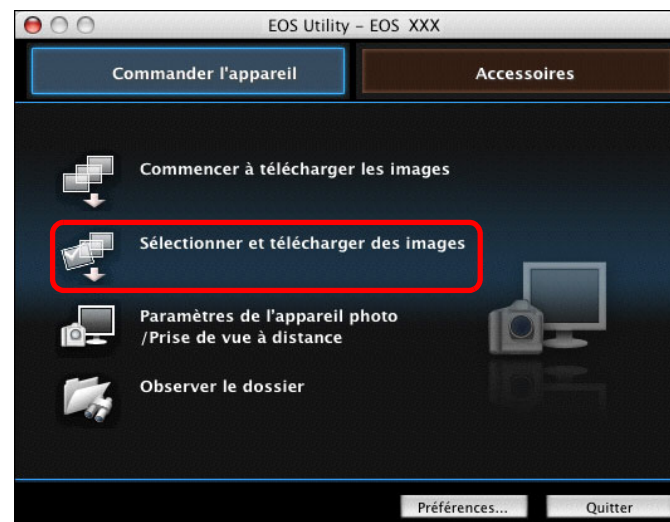 EOS Utility – EOS XXX
Commander l'appareil
Accessoires
Commencer à télécharger les images
Sélectionner et télécharger des images
Paramètres de l'appareil photo
/Prise de vue à distance
Observer le dossier
Préférences...
Quitter